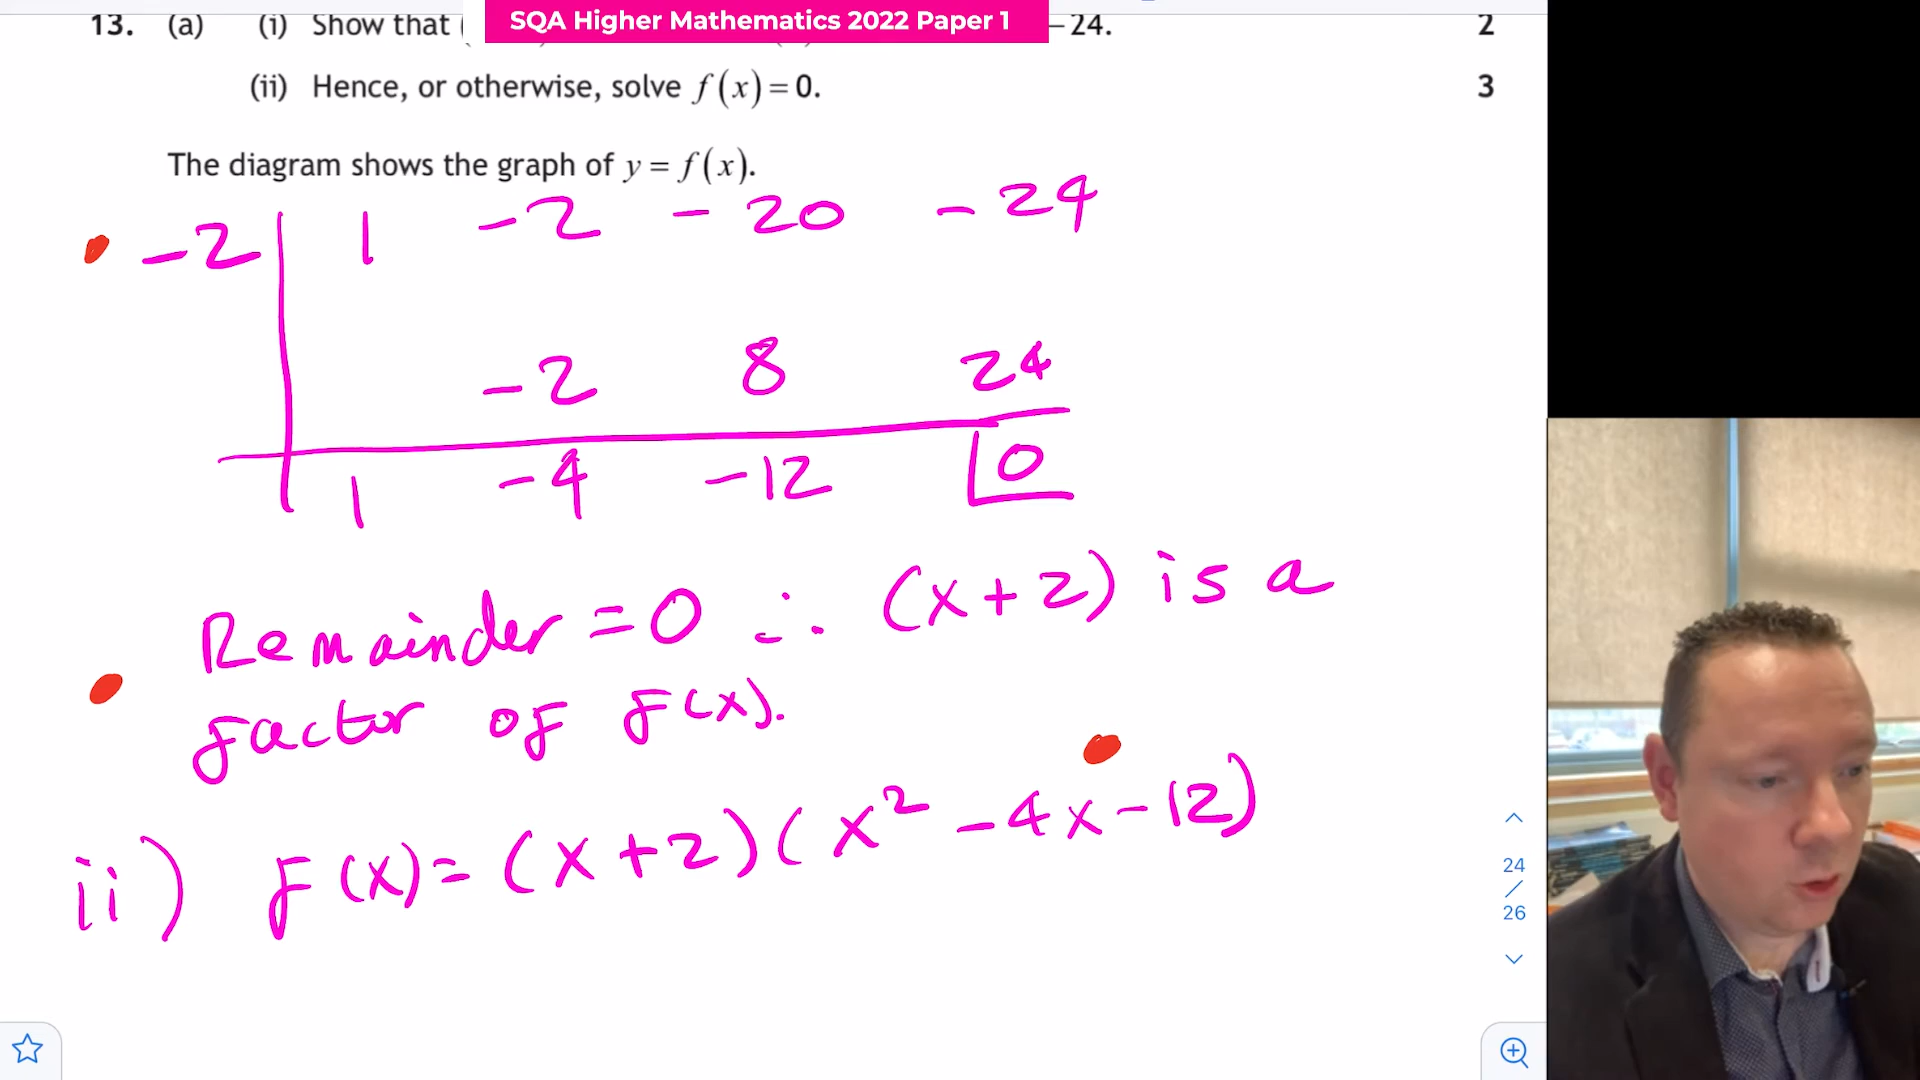 SQA Higher Mathematics 2022 Paper 1
13. (a) (i) Show that ( –24. 2
(ii) Hence, or otherwise, solve f(x)=0. 3
The diagram shows the graph of y = f(x).
-2 1 -2 -20 -24
-2 8 24
1 -4 -12 0
Remainder = 0 ∴ (x+2) is a
factor of f(x).
ii) f(x) = (x+2)(x² -4x-12)
24
/
26